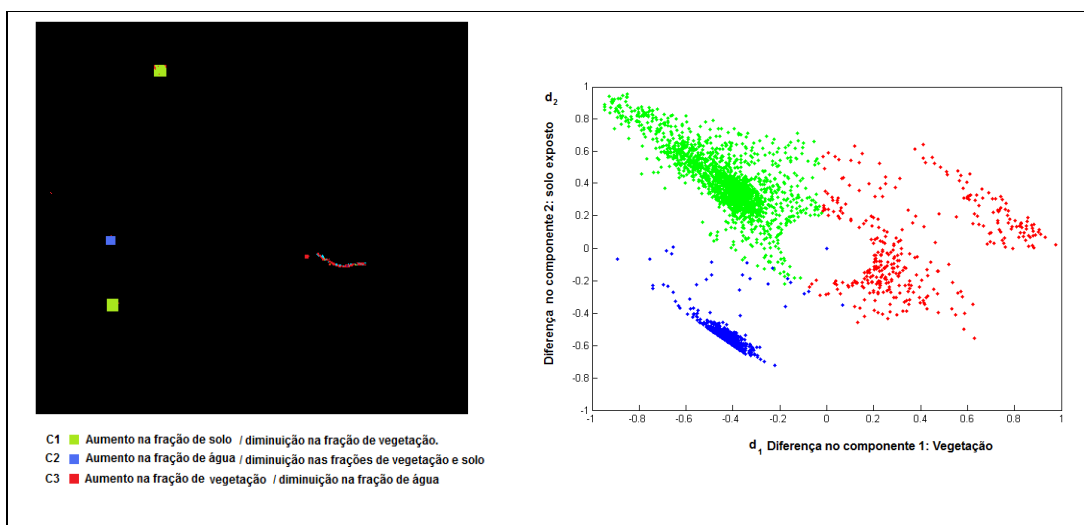 C1 Aumento na fração de solo / diminuição na fração de vegetação.
C2 Aumento na fração de água / diminuição nas frações de vegetação e solo
C3 Aumento na fração de vegetação / diminuição na fração de água
d2
Diferença no componente 2: solo exposto
1
0.8
0.6
0.4
0.2
0
-0.2
-0.4
-0.6
-0.8
-1
-1 -0.8 -0.6 -0.4 -0.2 0 0.2 0.4 0.6 0.8 1
d1 Diferença no componente 1: Vegetação